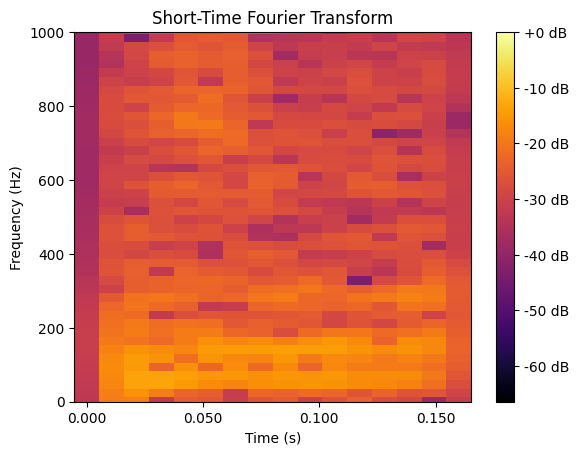 Short-Time Fourier Transform
Frequency (Hz)
1000
800
600
400
200
0
0.000
0.050
0.100
0.150
Time (s)
+0 dB
-10 dB
-20 dB
-30 dB
-40 dB
-50 dB
-60 dB